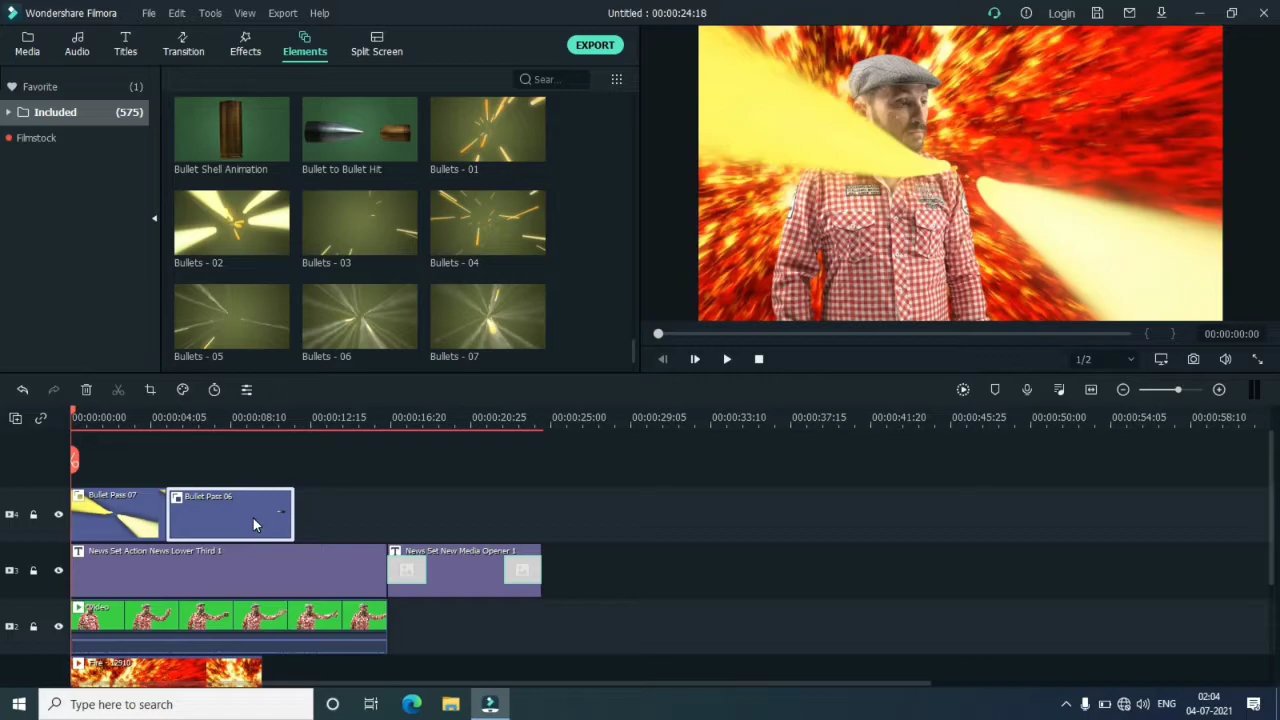 Wondershare Filmora File Edit Tools View Export Help Untitled : 00:00:24:18 Login
Media Audio Titles Transition Effects Elements Split Screen EXPORT
Favorite (1)
Included (575)
Filmstock
Sear...
Bullet Shell Animation Bullet to Bullet Hit Bullets - 01
Bullets - 02 Bullets - 03 Bullets - 04
Bullets - 05 Bullets - 06 Bullets - 07
{ } 00:00:00:00
1/2
00:00:00:00 00:00:04:05 00:00:08:10 00:00:12:15 00:00:16:20 00:00:20:25 00:00:25:00 00:00:29:05 00:00:33:10 00:00:37:15 00:00:41:20 00:00:45:25 00:00:50:00 00:00:54:05 00:00:58:10
4 Bullet Pass 07 Bullet Pass 06
3 News Set Action News Lower Third 1 News Set New Media Opener 1
2 Video
Fire - 12910
Type here to search ENG 02:04
04-07-2021